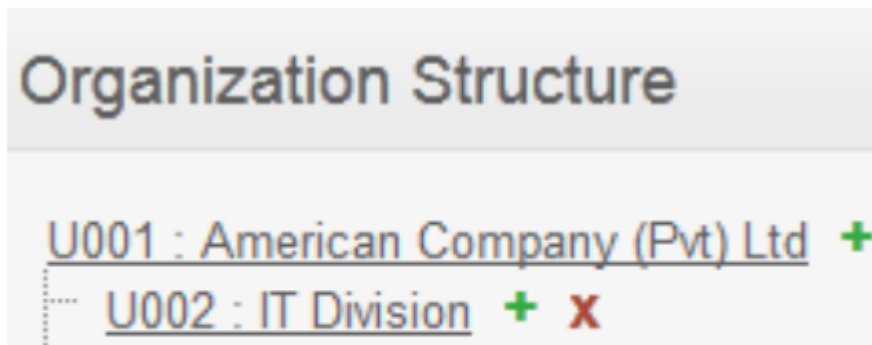 Organization Structure
U001 : American Company (Pvt) Ltd +
U002 : IT Division + x